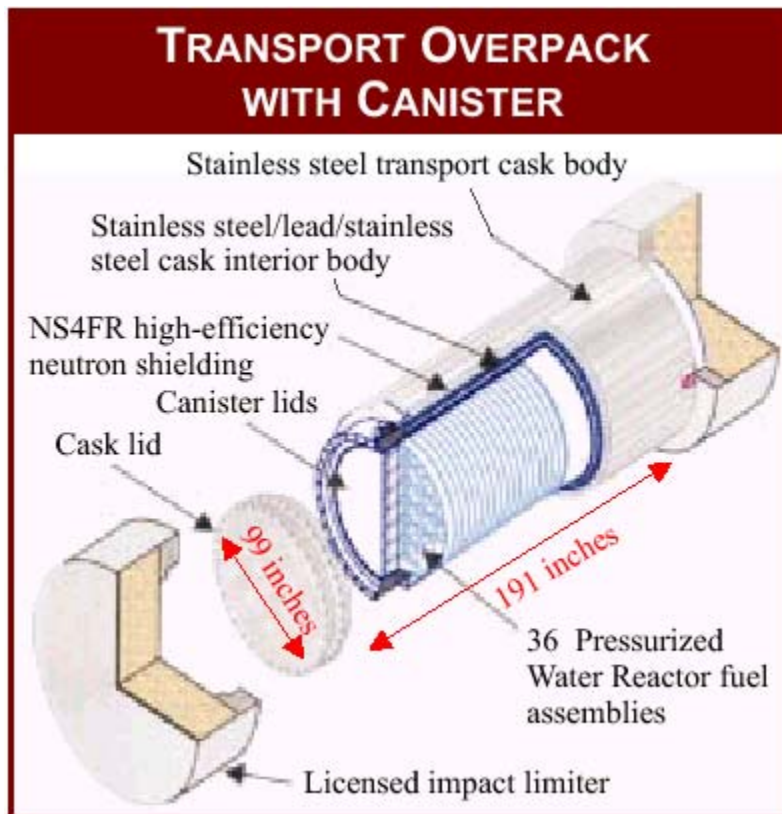 TRANSPORT OVERPACK
WITH CANISTER
Stainless steel transport cask body
Stainless steel/lead/stainless
steel cask interior body
NS4FR high-efficiency
neutron shielding
Canister lids
Cask lid
99 inches
191 inches
36 Pressurized
Water Reactor fuel
assemblies
Licensed impact limiter